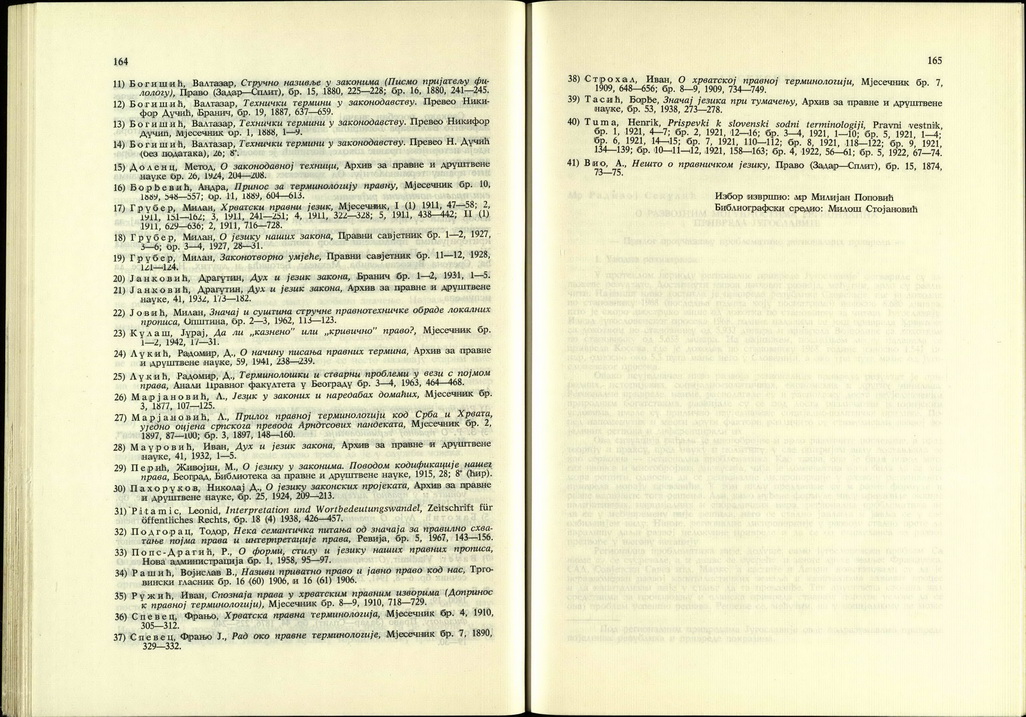 164
11) Богишић, Валтазар, Стручно називље у законима (Писмо пријатељу фи-
лологу), Право (Задар—Сплит), бр. 15, 1880, 225—228; бр. 16, 1880, 241—245.
12) Богишић, Валтазар, Технички термини у законодавству. Превео Ники-
фор Дучић, Бранич, бр. 19, 1887, 637—659.
13) Богишић, Валтазар, Технички термини у законодавству. Превео Никифор
Дучић, Мјесечник бр. 1, 1888, 1—9.
14) Богишић, Валтазар, Технички термини у законодавству. Превео Н. Дучић
(без података), 26; 8°.
15) Доленц, Метод, О законодавној техници, Архив за правне и друштвене
науке бр. 26, 1924, 204—208.
16) Борђевић, Андра, Принос за терминологију правну, Мјесечник бр. 10,
1889, 548—557; бр. 11, 1889, 604—613.
17) Грубер, Милан, Хрватски правни језик, Мјесечник, I (1) 1911, 47—58; 2,
1911, 151—162; 3, 1911, 241—251; 4, 1911, 322—328; 5, 1911, 438—442; II (1)
1911, 629—636; 2, 1911, 716—728.
18) Грубер, Милан, О језику наших закона, Правни савјетник бр. 1—2, 1927,
3—6; бр. 3—4, 1927, 28—31.
19) Грубер, Милан, Законотворно умјеће, Правни савјетник бр. 11—12, 1928,
121—124.
20) Јанковић, Драгутин, Дух и језик закона, Бранич бр. 1—2, 1931, 1—5.
21) Јанковић, Драгутин, Дух и језик закона, Архив за правне и друштвене
науке, 41, 1932, 173—182.
22) Јовић, Милан, Значај и суштина стручне правнотехничке обраде локалних
прописа, Општина, бр. 2—3, 1962, 113—123.
23) Кулаш, Јурај, Да ли „казнено” или „кривично” право?, Мјесечник бр.
1—2, 1942, 17—31.
24) Лукић, Радомир, Д., О начину писања правних термина, Архив за правне
и друштвене науке, 59, 1941, 238—239.
25) Лукић, Радомир, Д., Терминолошки и стварни проблеми у вези с појмом
права, Анали Правног факултета у Београду бр. 3—4, 1963, 464—468.
26) Марјановић, Л., Језик у законих и наредабах домаћих, Мјесечник бр.
3, 1877, 107—125.
27) Марјановић, Л., Прилог правној терминологији код Срба и Хрвата,
уједно оцјена српскога превода Арндтсових пандеката, Мјесечник бр. 2,
1897, 87—100; бр. 3, 1897, 148—160.
28) Мауровић, Иван, Дух и језик закона, Архив за правне и друштвене
науке, 41, 1932, 1—5.
29) Перић, Живојин, М., О језику у законима. Поводом кодификације нашег
права, Београд, Библиотека за правне и друштвене науке, 1915, 28; 8° (ћир).
30) Пахоруков, Николај Д., О језику законских пројеката, Архив за правне
и друштвене науке, бр. 25, 1924, 209—213.
31) Pitamic, Leonid, Interpretation und Wortbedeutungswandel, Zeitschrift für
öffentliches Rechts, бр. 18 (4) 1938, 426—457.
32) Подгорац, Тодор, Нека семантичка питања од значаја за правилно схва-
тање појма права и интерпретације права, Ревија, бр. 5, 1967, 143—156.
33) Попс-Драгић, Р., О форми, стилу и језику наших правних прописа,
Нова администрација бр. 1, 1958, 95—97.
34) Рашић, Војислав В., Називи приватно право и јавно право код нас, Трго-
вински гласник бр. 16 (60) 1906, и 16 (61) 1906.
35) Ружић, Иван, Спознаја права у хрватским правним изворима (Допринос
к правној терминологији), Мјесечник бр. 8—9, 1910, 718—729.
36) Спевец, Фрањо, Хрватска правна терминологија, Мјесечник бр. 4, 1910,
305—312.
37) Спевец, Фрањо Ј., Рад око правне терминологије, Мјесечник бр. 7, 1890,
329—332.
165
38) Строхал, Иван, О хрватској правној терминологији, Мјесечник бр. 7,
1909, 648—656; бр. 8—9, 1909, 734—749.
39) Тасић, Борђе, Значај језика при тумачењу, Архив за правне и друштвене
науке, бр. 53, 1938, 273—278.
40) Tuma, Henrik, Prispevki k slovenski sodni terminologiji, Pravni vestnik,
бр. 1, 1921, 4—7; бр. 2, 1921, 12—16; бр. 3—4, 1921, 1—10; бр. 5, 1921, 1—4;
бр. 6, 1921, 14—15; бр. 7, 1921, 110—112; бр. 8, 1921, 118—122; бр. 9, 1921,
134—139; бр. 10—11—12, 1921, 158—163; бр. 4, 1922, 56—61; бр. 5, 1922, 67—74.
41) Вио, А., Нешто о правничком језику, Право (Задар—Сплит), бр. 15, 1874,
73—75.
Избор извршио: мр Милијан Поповић
Библиографски средио: Милош Стојановић